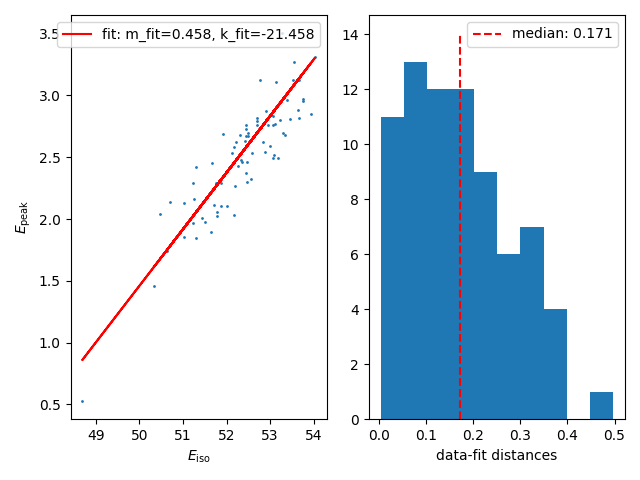 fit: m_fit=0.458, k_fit=-21.458
3.5
3.0
2.5
2.0
1.5
1.0
0.5
E_peak
49 50 51 52 53 54
E_iso
median: 0.171
14
12
10
8
6
4
2
0
0.0 0.1 0.2 0.3 0.4 0.5
data-fit distances